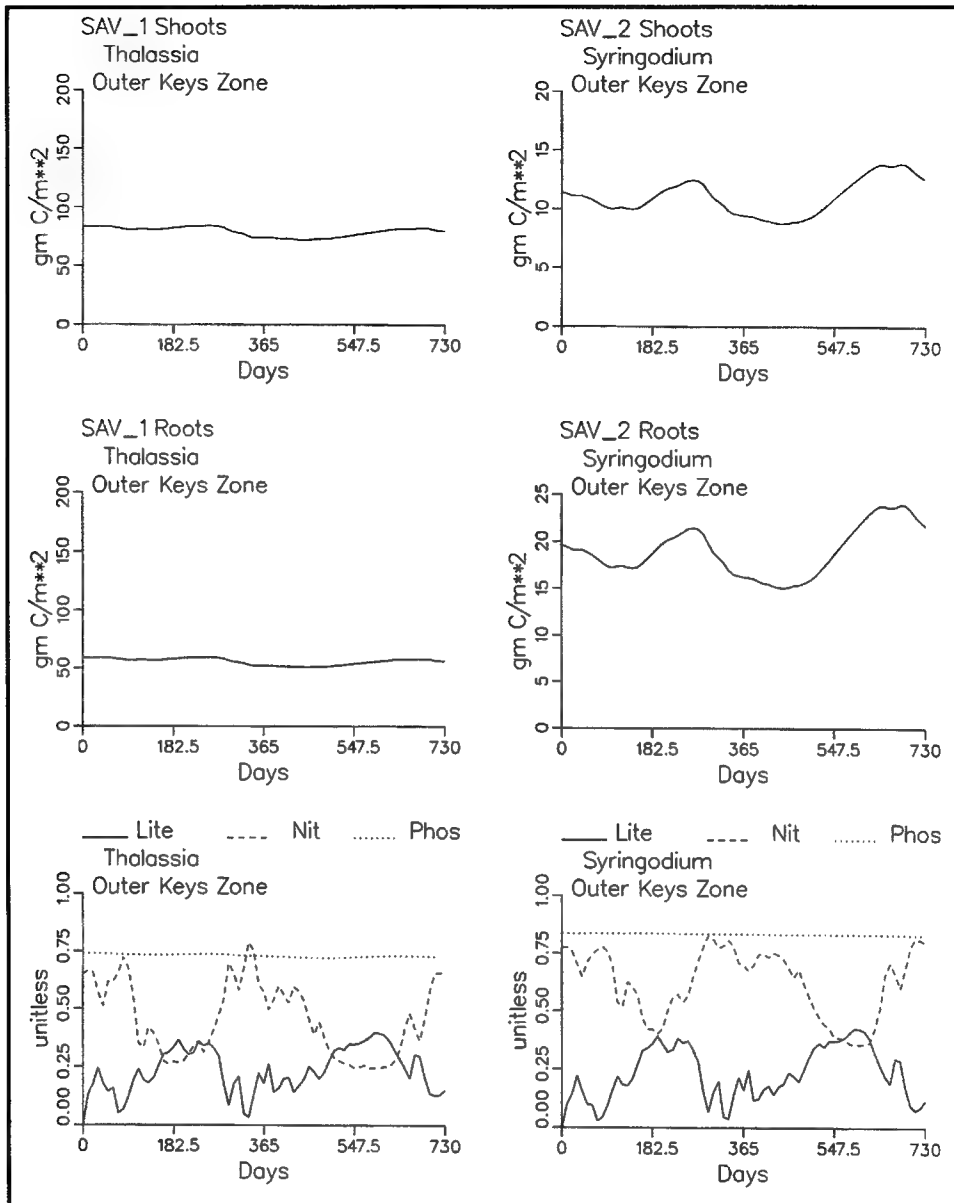 SAV_1 Shoots
Thalassia
Outer Keys Zone
200
150
100
50
0
gm C/m**2
0 182.5 365 547.5 730
Days
SAV_2 Shoots
Syringodium
Outer Keys Zone
20
15
10
5
0
gm C/m**2
0 182.5 365 547.5 730
Days
SAV_1 Roots
Thalassia
Outer Keys Zone
200
150
100
50
0
gm C/m**2
0 182.5 365 547.5 730
Days
SAV_2 Roots
Syringodium
Outer Keys Zone
25
20
15
10
5
0
gm C/m**2
0 182.5 365 547.5 730
Days
Lite Nit Phos
Thalassia
Outer Keys Zone
1.00
0.75
0.50
0.25
0.00
unitless
0 182.5 365 547.5 730
Days
Lite Nit Phos
Syringodium
Outer Keys Zone
1.00
0.75
0.50
0.25
0.00
unitless
0 182.5 365 547.5 730
Days